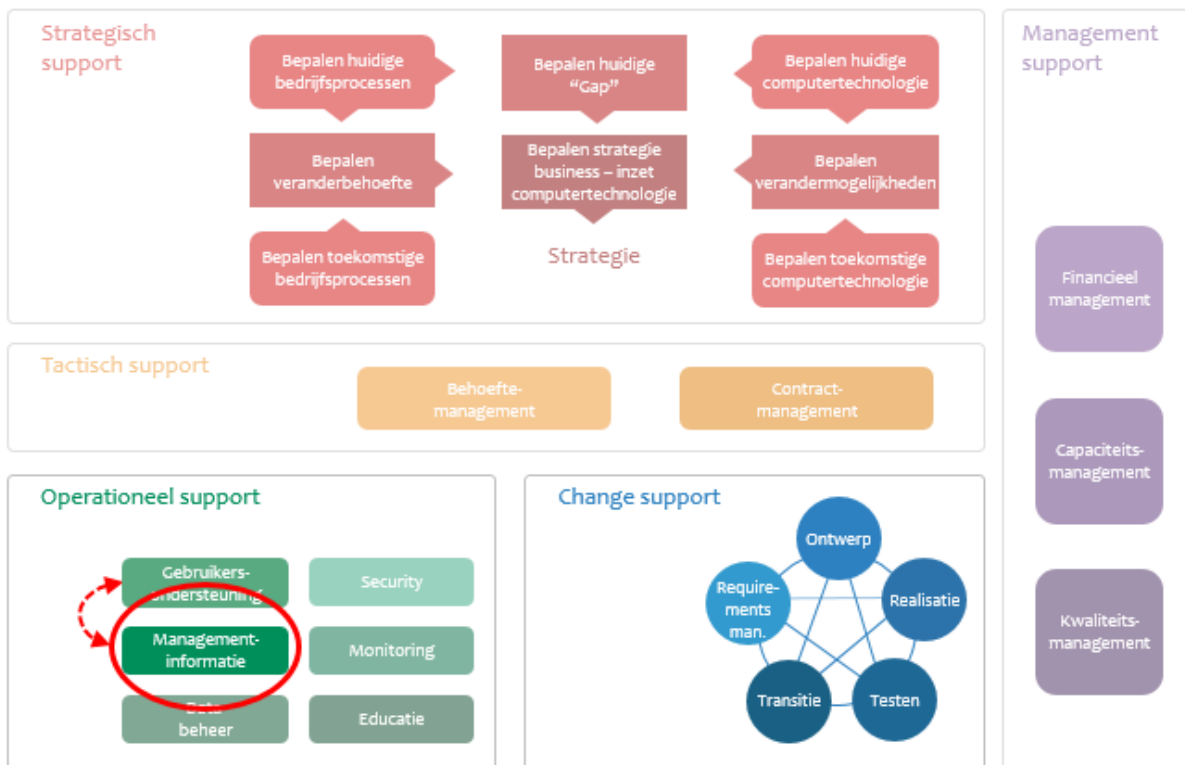 Strategisch
support
Bepalen huidige
bedrijfsprocessen
Bepalen huidige
“Gap”
Bepalen huidige
computertechnologie
Bepalen
veranderbehoefte
Bepalen strategie
business – inzet
computertechnologie
Bepalen
verandermogelijkheden
Bepalen toekomstige
bedrijfsprocessen
Strategie
Bepalen toekomstige
computertechnologie
Management
support
Financieel
management
Capaciteits-
management
Kwaliteits-
management
Tactisch support
Behoefte-
management
Contract-
management
Operationeel support
Gebruikers-
ondersteuning
Security
Management-
informatie
Monitoring
Data
beheer
Educatie
Change support
Ontwerp
Require-
ments
man.
Realisatie
Transitie
Testen